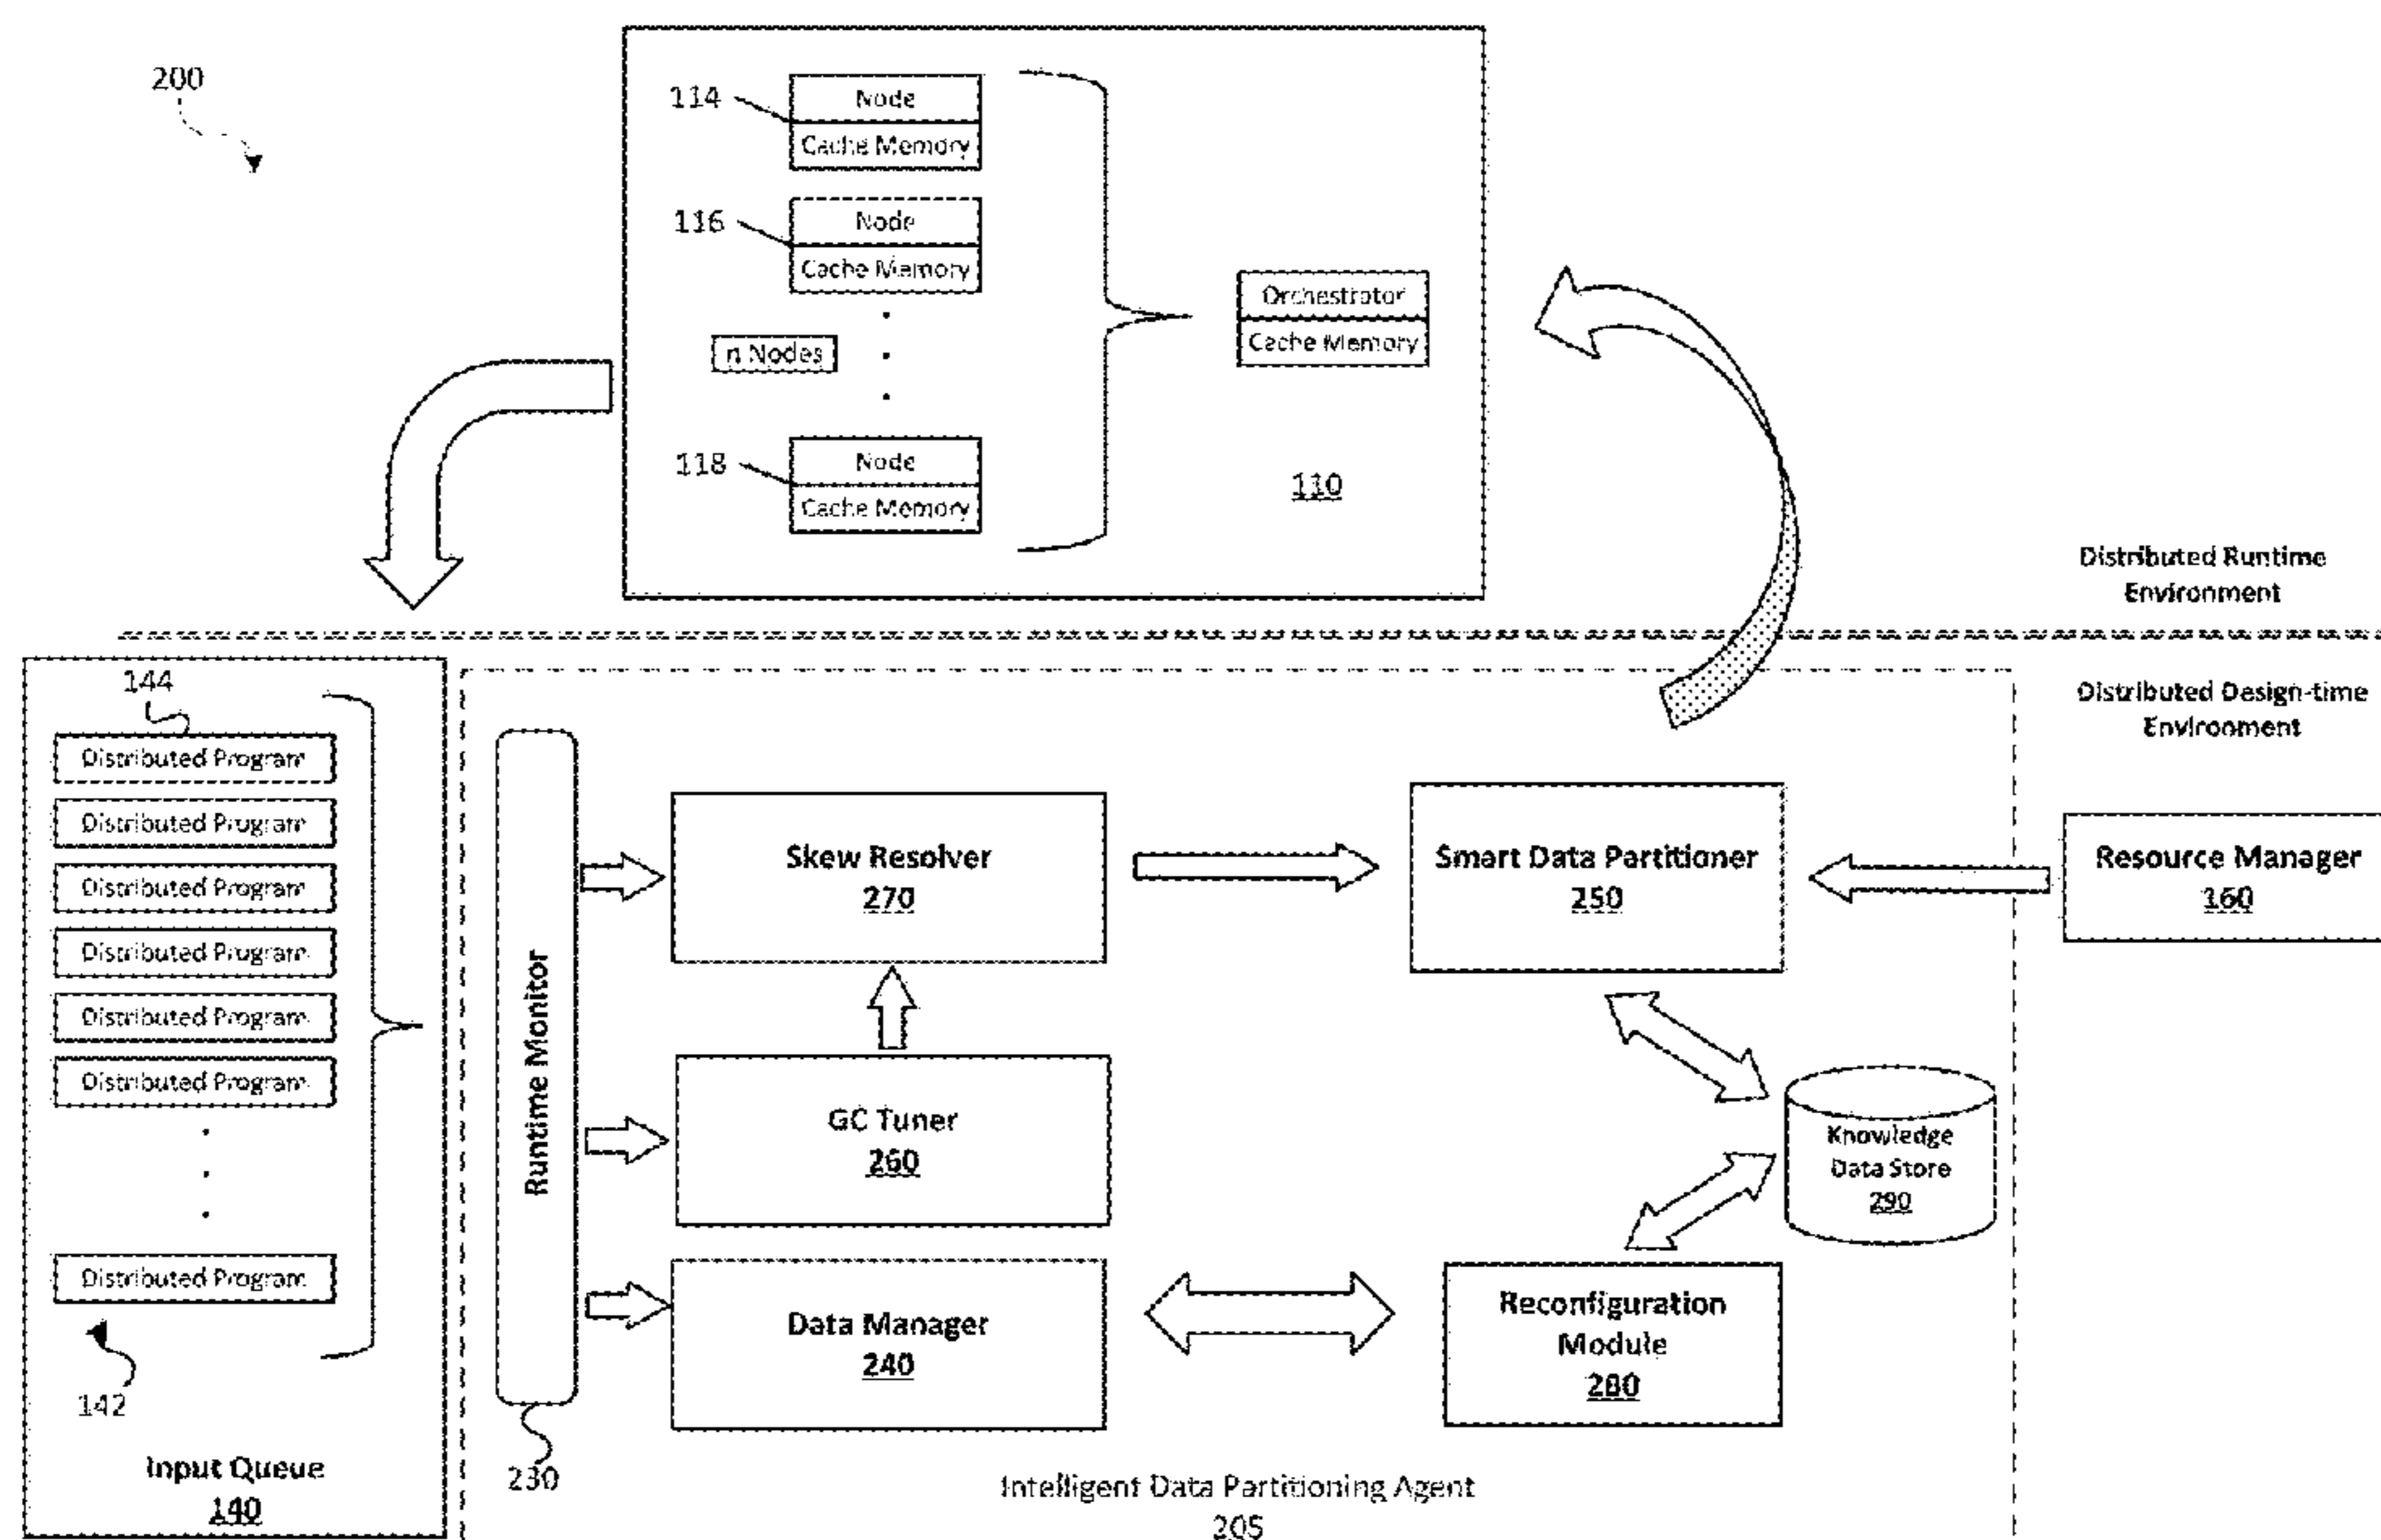 200
114
Node
Cache Memory
116
Node
Cache Memory
n Nodes
118
Node
Cache Memory
Orchestrator
Cache Memory
110
Distributed Runtime
Environment
Distributed Design-time
Environment
144
Distributed Program
Distributed Program
Distributed Program
Distributed Program
Distributed Program
Distributed Program
Distributed Program
142
Input Queue
140
Runtime Monitor
230
Skew Resolver
270
GC Tuner
260
Data Manager
240
Smart Data Partitioner
250
Resource Manager
160
Knowledge
Data Store
290
Reconfiguration
Module
280
Intelligent Data Partitioning Agent
205